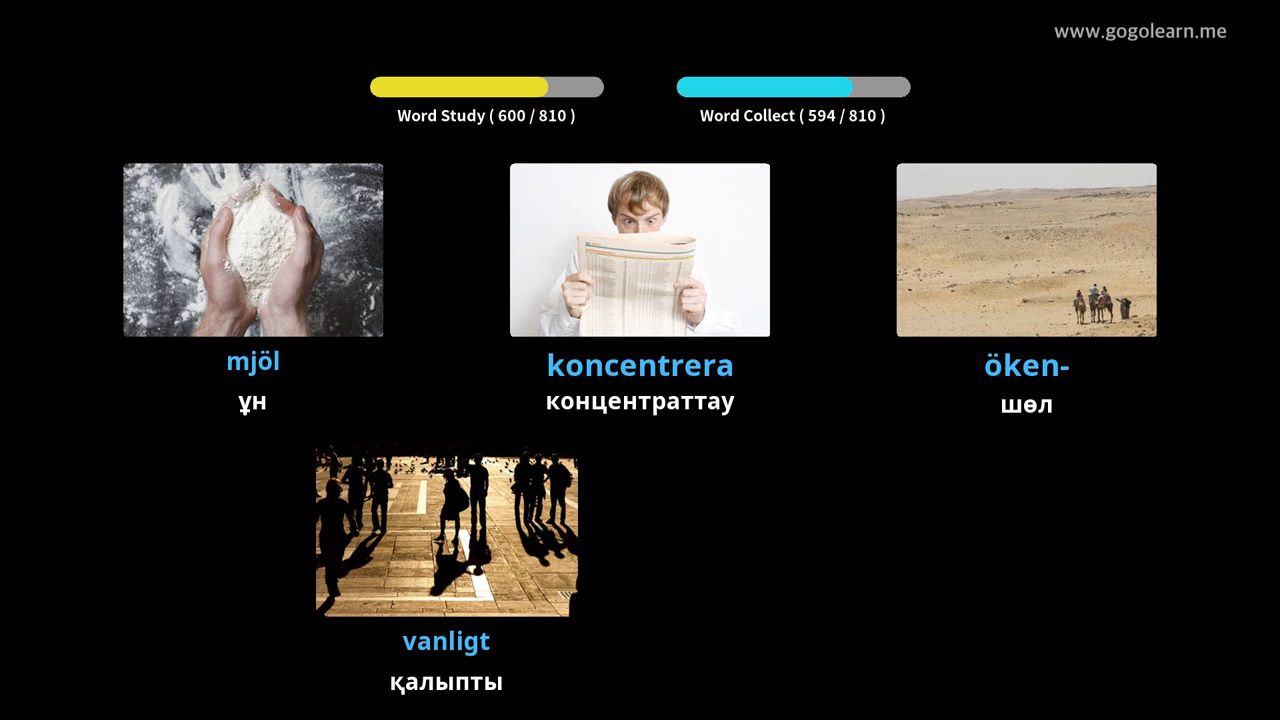 www.gogolearn.me
Word Study ( 600 / 810 )
Word Collect ( 594 / 810 )
mjöl
ұн
koncentrera
концентраттау
öken-
шөл
vanligt
қалыпты